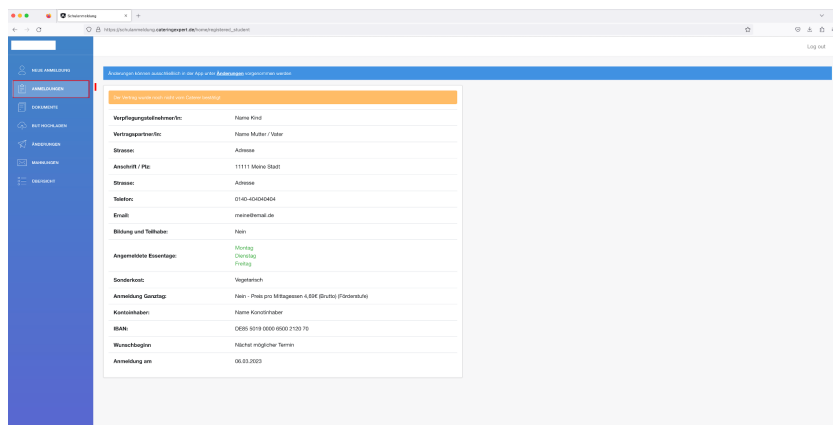 Schulanmeldung
https://schulanmeldung.cateringexpert.de/home/registered_student
Log out
NEUE ANMELDUNG
ANMELDUNGEN
DOKUMENTE
BUT HOCHLADEN
ÄNDERUNGEN
MAHNUNGEN
ÜBERSICHT
Änderungen können ausschließlich in der App unter Änderungen vorgenommen werden
Der Vertrag wurde noch nicht vom Caterer bestätigt
Verpflegungsteilnehmer/in: Name Kind
Vertragspartner/in: Name Mutter / Vater
Strasse: Adresse
Anschrift / Plz: 11111 Meine Stadt
Strasse: Adresse
Telefon: 0140-404040404
Email: meine@email.de
Bildung und Teilhabe: Nein
Angemeldete Essentage: Montag
Dienstag
Freitag
Sonderkost: Vegetarisch
Anmeldung Ganztag: Nein - Preis pro Mittagessen 4,89€ (Brutto) (Förderstufe)
Kontoinhaber: Name Konotinhaber
IBAN: DE85 5019 0000 6500 2120 70
Wunschbeginn Nächst möglicher Termin
Anmeldung am 06.03.2023